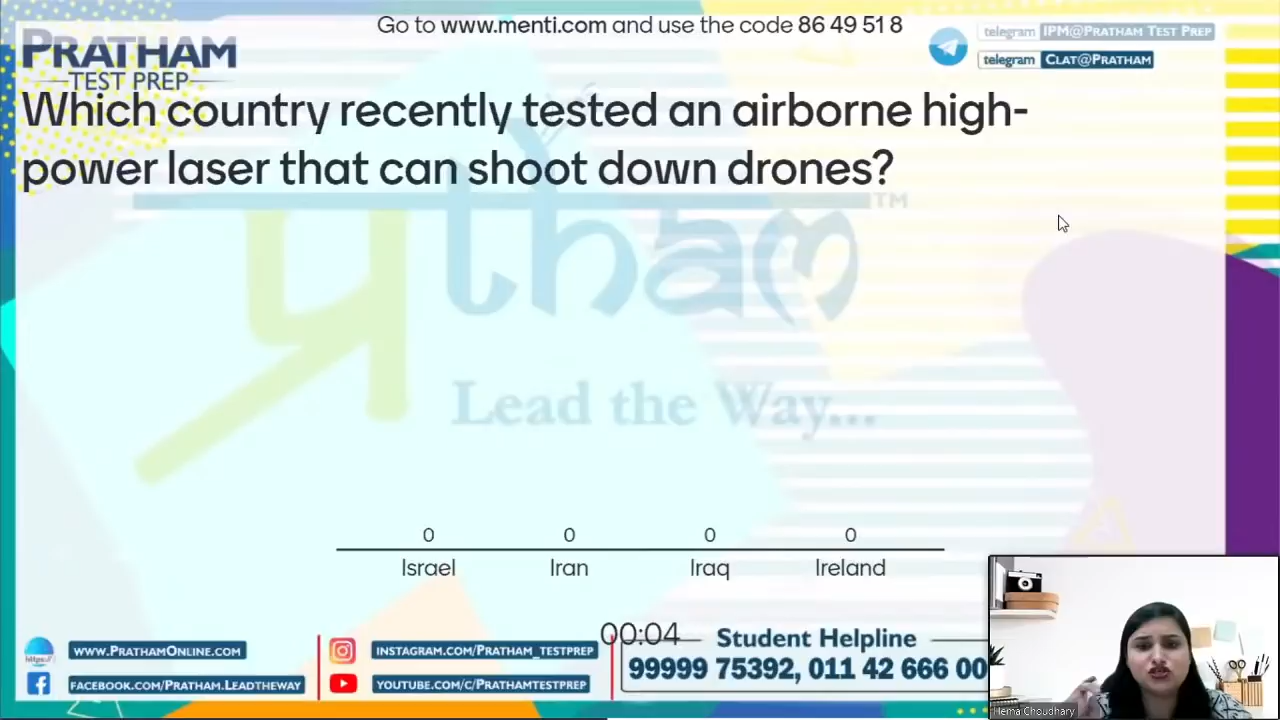 Go to www.menti.com and use the code 86 49 51 8
PRATHAM
TEST PREP
telegram IPM@PRATHAM TEST PREP
telegram CLAT@PRATHAM
Which country recently tested an airborne high-
power laser that can shoot down drones?
प्रtham TM
Lead the Way...
0 0 0 0
Israel Iran Iraq Ireland
00:04
https://
WWW.PRATHAMONLINE.COM
FACEBOOK.COM/PRATHAM.LEADTHEWAY
INSTAGRAM.COM/PRATHAM_TESTPREP
YOUTUBE.COM/C/PRATHAMTESTPREP
Student Helpline
99999 75392, 011 42 666 00
Hema Choudhary